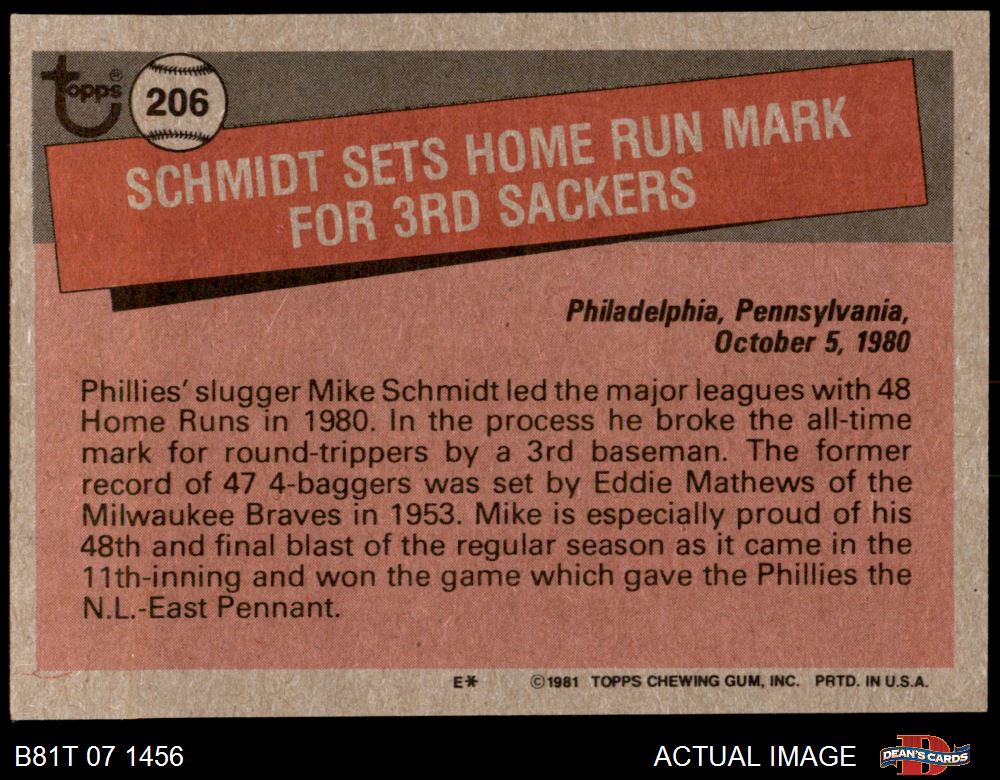 topps®
206
SCHMIDT SETS HOME RUN MARK
FOR 3RD SACKERS
Philadelphia, Pennsylvania,
October 5, 1980
Phillies' slugger Mike Schmidt led the major leagues with 48
Home Runs in 1980. In the process he broke the all-time
mark for round-trippers by a 3rd baseman. The former
record of 47 4-baggers was set by Eddie Mathews of the
Milwaukee Braves in 1953. Mike is especially proud of his
48th and final blast of the regular season as it came in the
11th-inning and won the game which gave the Phillies the
N.L.-East Pennant.
E* ©1981 TOPPS CHEWING GUM, INC. PRTD. IN U.S.A.
B81T 07 1456 ACTUAL IMAGE DEAN'S CARDS